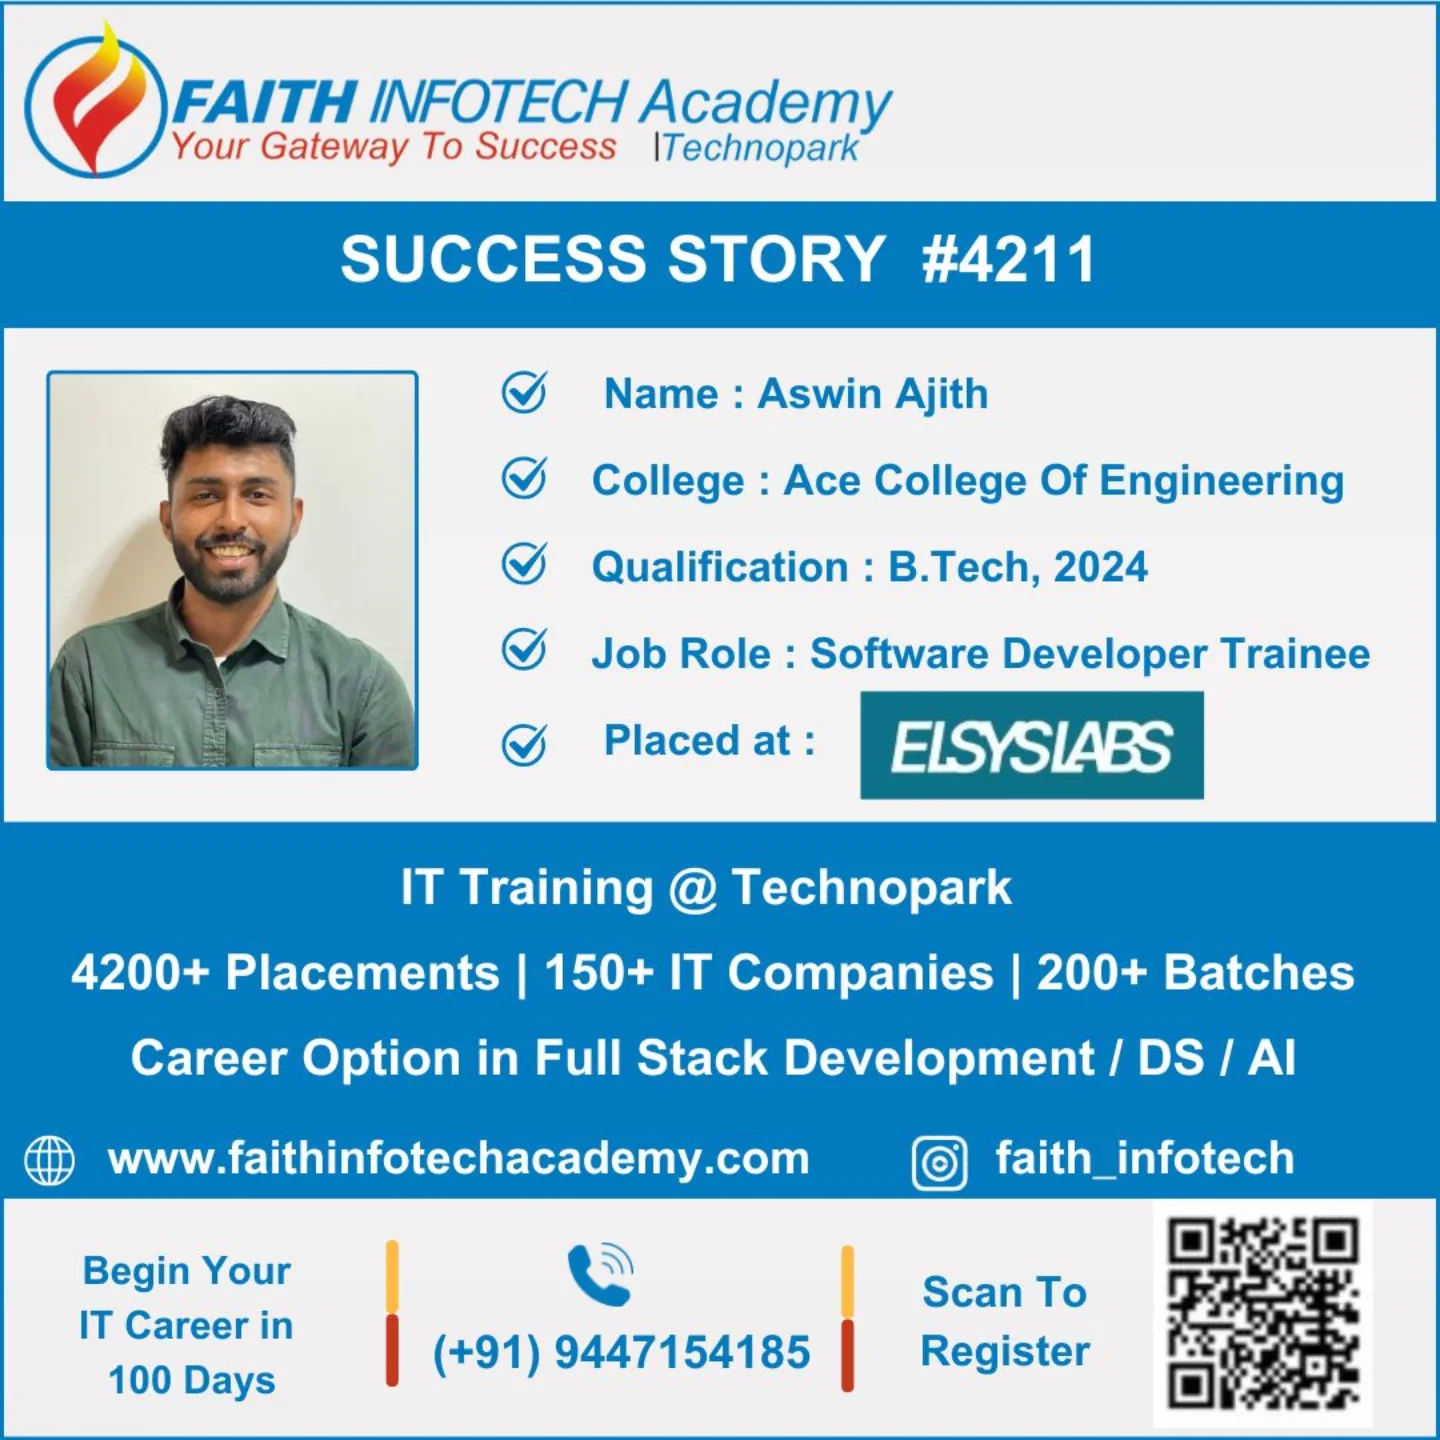 FAITH INFOTECH Academy
Your Gateway To Success |Technopark
SUCCESS STORY #4211
Name : Aswin Ajith
College : Ace College Of Engineering
Qualification : B.Tech, 2024
Job Role : Software Developer Trainee
Placed at : ELSYSLABS
IT Training @ Technopark
4200+ Placements | 150+ IT Companies | 200+ Batches
Career Option in Full Stack Development / DS / AI
www.faithinfotechacademy.com faith_infotech
Begin Your
IT Career in
100 Days
(+91) 9447154185
Scan To
Register